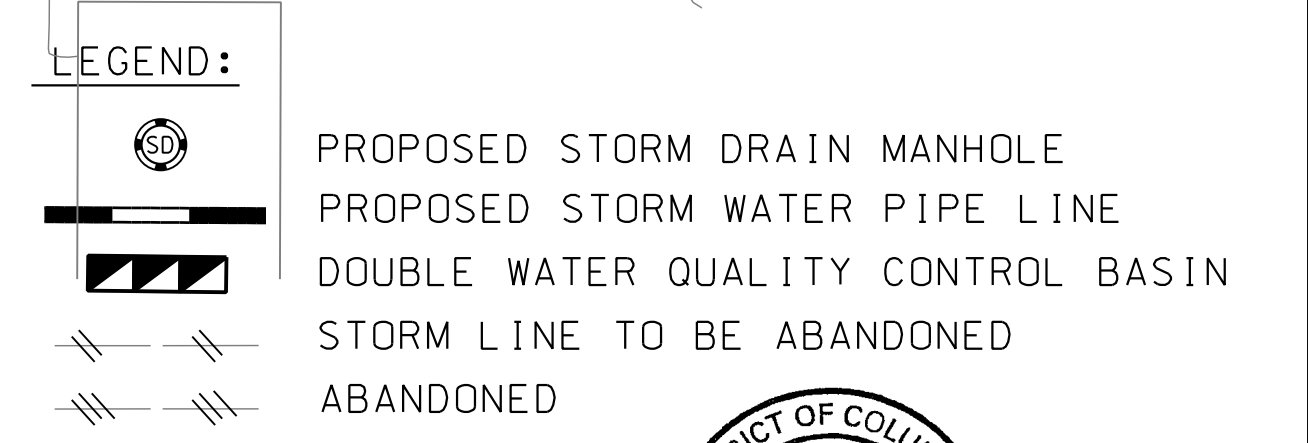 LEGEND:
SD PROPOSED STORM DRAIN MANHOLE
PROPOSED STORM WATER PIPE LINE
DOUBLE WATER QUALITY CONTROL BASIN
STORM LINE TO BE ABANDONED
ABANDONED
OF